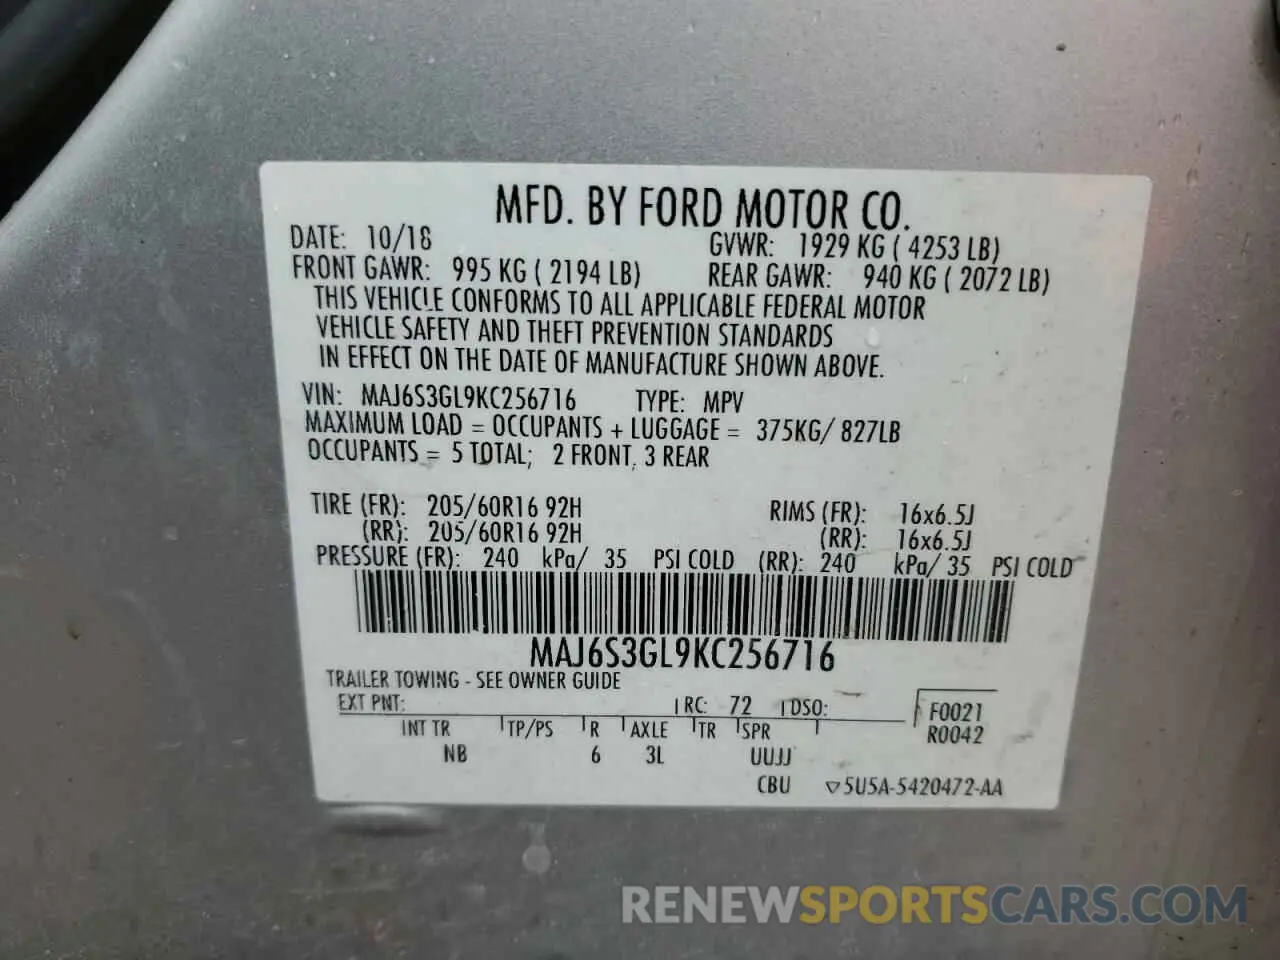 MFD. BY FORD MOTOR CO.
DATE: 10/18 GVWR: 1929 KG ( 4253 LB)
FRONT GAWR: 995 KG ( 2194 LB) REAR GAWR: 940 KG ( 2072 LB)
THIS VEHICLE CONFORMS TO ALL APPLICABLE FEDERAL MOTOR
VEHICLE SAFETY AND THEFT PREVENTION STANDARDS
IN EFFECT ON THE DATE OF MANUFACTURE SHOWN ABOVE.
VIN: MAJ6S3GL9KC256716 TYPE: MPV
MAXIMUM LOAD = OCCUPANTS + LUGGAGE = 375KG/ 827LB
OCCUPANTS = 5 TOTAL; 2 FRONT, 3 REAR
TIRE (FR): 205/60R16 92H RIMS (FR): 16x6.5J
(RR): 205/60R16 92H (RR): 16x6.5J
PRESSURE (FR): 240 kPa/ 35 PSI COLD (RR): 240 kPa/ 35 PSI COLD
MAJ6S3GL9KC256716
TRAILER TOWING - SEE OWNER GUIDE
EXT PNT: RC: 72 DSO: F0021
INT TR TP/PS R AXLE TR SPR R0042
NB 6 3L UUJJ
CBU ▽5U5A-5420472-AA
RENEWSPORTSCARS.COM